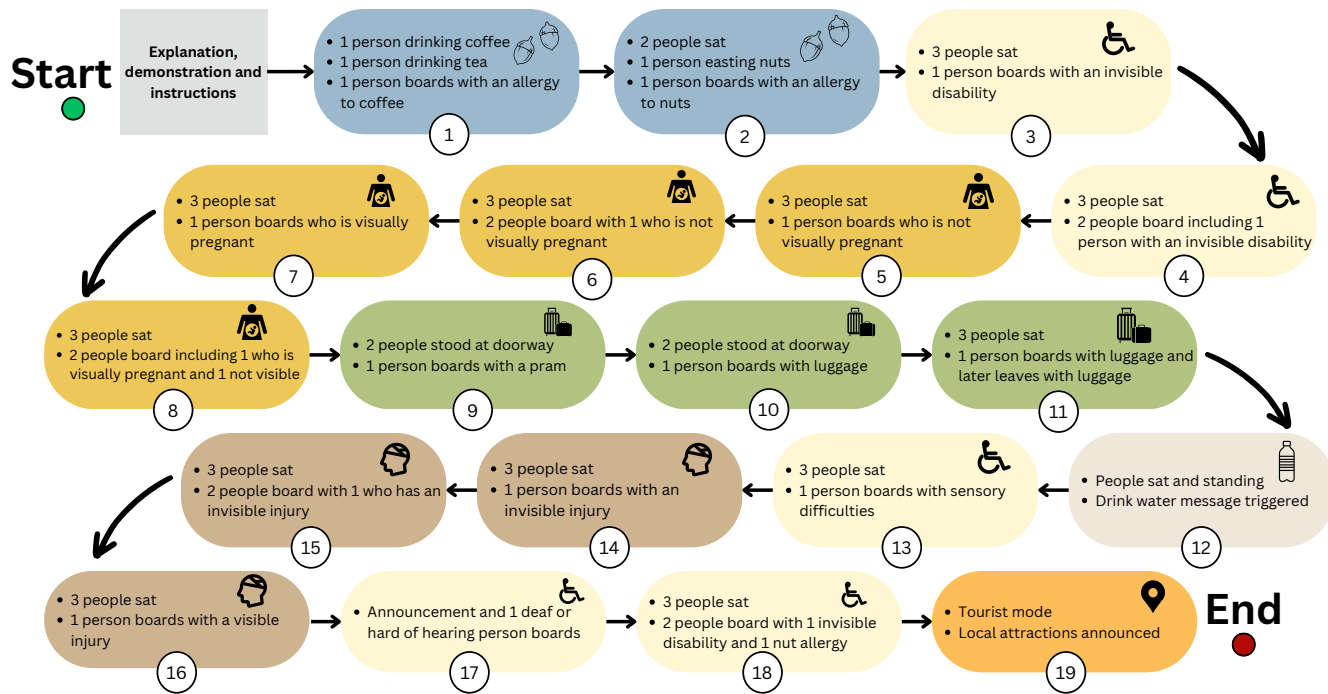 Start
Explanation,
demonstration and
instructions
• 1 person drinking coffee
• 1 person drinking tea
• 1 person boards with an allergy
to coffee
1
• 2 people sat
• 1 person easting nuts
• 1 person boards with an allergy
to nuts
2
• 3 people sat
• 1 person boards with an invisible
disability
3
• 3 people sat
• 2 people board including 1
person with an invisible disability
4
• 3 people sat
• 1 person boards who is not
visually pregnant
5
• 3 people sat
• 2 people board with 1 who is not
visually pregnant
6
• 3 people sat
• 1 person boards who is visually
pregnant
7
• 3 people sat
• 2 people board including 1 who is
visually pregnant and 1 not visible
8
• 2 people stood at doorway
• 1 person boards with a pram
9
• 2 people stood at doorway
• 1 person boards with luggage
10
• 3 people sat
• 1 person boards with luggage and
later leaves with luggage
11
• People sat and standing
• Drink water message triggered
12
• 3 people sat
• 1 person boards with sensory
difficulties
13
• 3 people sat
• 1 person boards with an
invisible injury
14
• 3 people sat
• 2 people board with 1 who has an
invisible injury
15
• 3 people sat
• 1 person boards with a visible
injury
16
• Announcement and 1 deaf or
hard of hearing person boards
17
• 3 people sat
• 2 people board with 1 invisible
disability and 1 nut allergy
18
• Tourist mode
• Local attractions announced
19
End